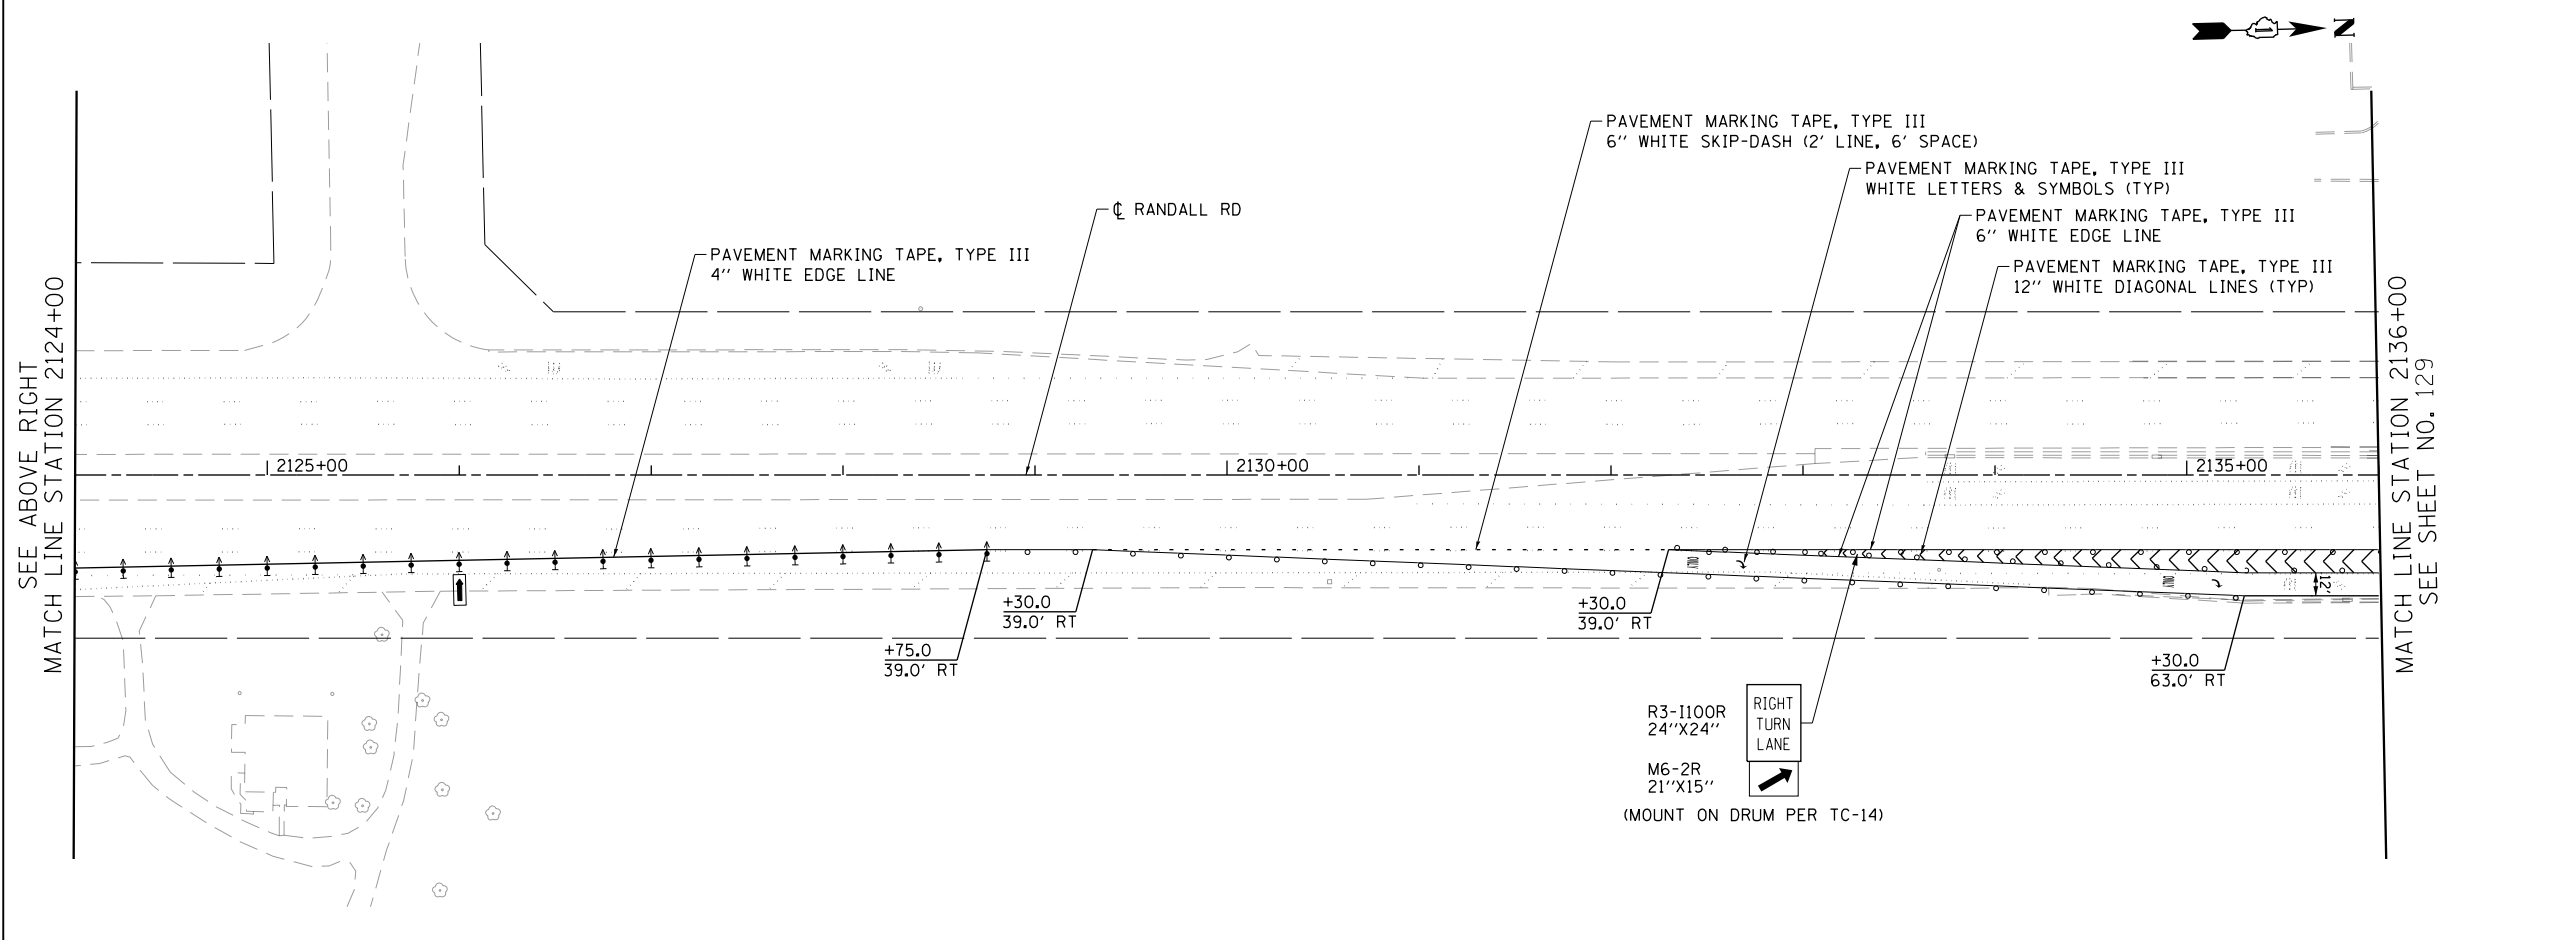 N
PAVEMENT MARKING TAPE, TYPE III
6" WHITE SKIP-DASH (2' LINE, 6' SPACE)
PAVEMENT MARKING TAPE, TYPE III
WHITE LETTERS & SYMBOLS (TYP)
PAVEMENT MARKING TAPE, TYPE III
6" WHITE EDGE LINE
PAVEMENT MARKING TAPE, TYPE III
12" WHITE DIAGONAL LINES (TYP)
℄ RANDALL RD
PAVEMENT MARKING TAPE, TYPE III
4" WHITE EDGE LINE
SEE ABOVE RIGHT
MATCH LINE STATION 2124+00
2125+00
2130+00
2135+00
MATCH LINE STATION 2136+00
SEE SHEET NO. 129
12'
+30.0
39.0' RT
+75.0
39.0' RT
+30.0
39.0' RT
+30.0
63.0' RT
R3-I100R
24"X24"
RIGHT
TURN
LANE
M6-2R
21"X15"
(MOUNT ON DRUM PER TC-14)